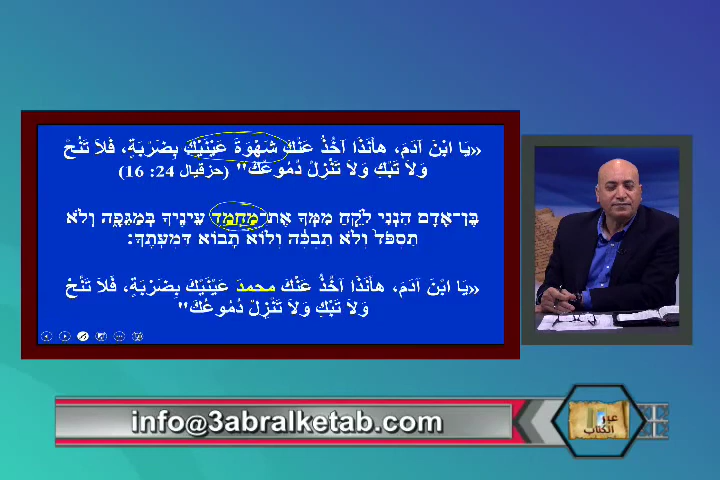 «يَا ابْنَ آدَمَ، هأَنَذَا آخُذُ عَنْكَ شَهْوَةَ عَيْنَيْكَ بِضَرْبَةٍ، فَلاَ تَنُحْ
وَلاَ تَبْكِ وَلاَ تَنْزِلْ دُمُوعُكَ" (حزقيال 24: 16)
בֶּן־אָדָם הִנְנִי לֹקֵחַ מִמְּךָ אֶת־מַחְמַד עֵינֶיךָ בְּמַגֵּפָה וְלֹא
תִסְפֹּד וְלֹא תִבְכֶּה וְלוֹא תָבוֹא דִּמְעָתֶךָ׃
«يَا ابْنَ آدَمَ، هأَنَذَا آخُذُ عَنْكَ محمدَ عَيْنَيْكَ بِضَرْبَةٍ، فَلاَ تَنُحْ
وَلاَ تَبْكِ وَلاَ تَنْزِلْ دُمُوعُكَ"
info@3abralketab.com
عبر
الكتاب